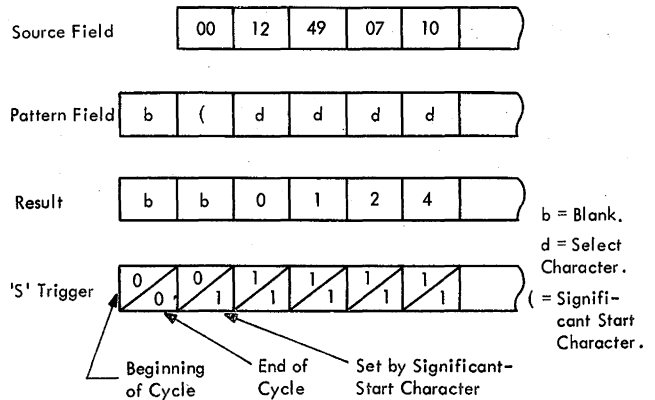 Source Field 00 12 49 07 10
Pattern Field b ( d d d d
Result b b 0 1 2 4
b = Blank.
d = Select
Character.
( = Signifi-
cant Start
Character.
'S' Trigger 0 0 0 1 1 1 1 1 1 1 1 1
Beginning
of Cycle
End of
Cycle
Set by Significant-
Start Character